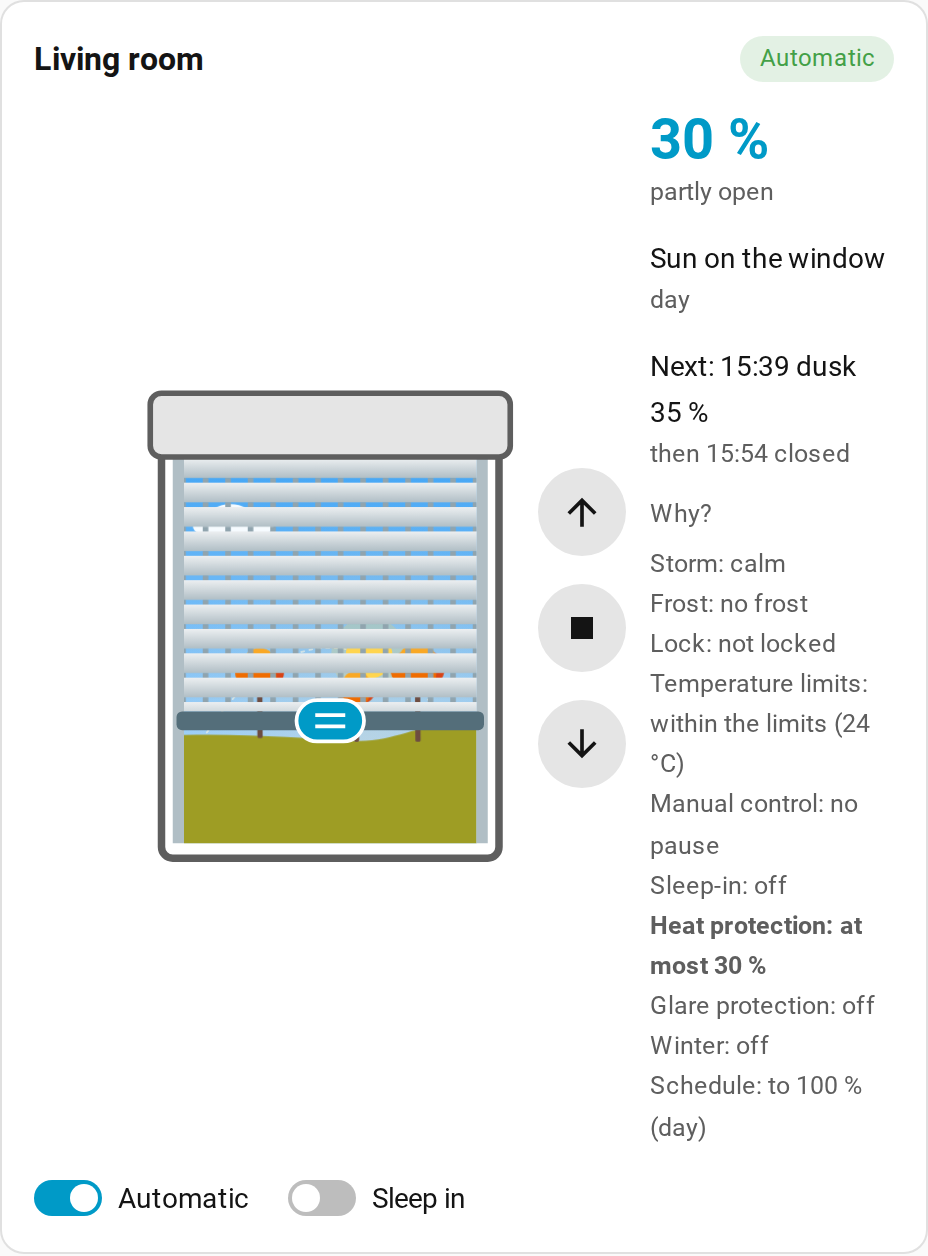 Living room
Automatic
30 %
partly open
Sun on the window
day
Next: 15:39 dusk
35 %
then 15:54 closed
Why?
Storm: calm
Frost: no frost
Lock: not locked
Temperature limits:
within the limits (24
°C)
Manual control: no
pause
Sleep-in: off
Heat protection: at
most 30 %
Glare protection: off
Winter: off
Schedule: to 100 %
(day)
Automatic
Sleep in